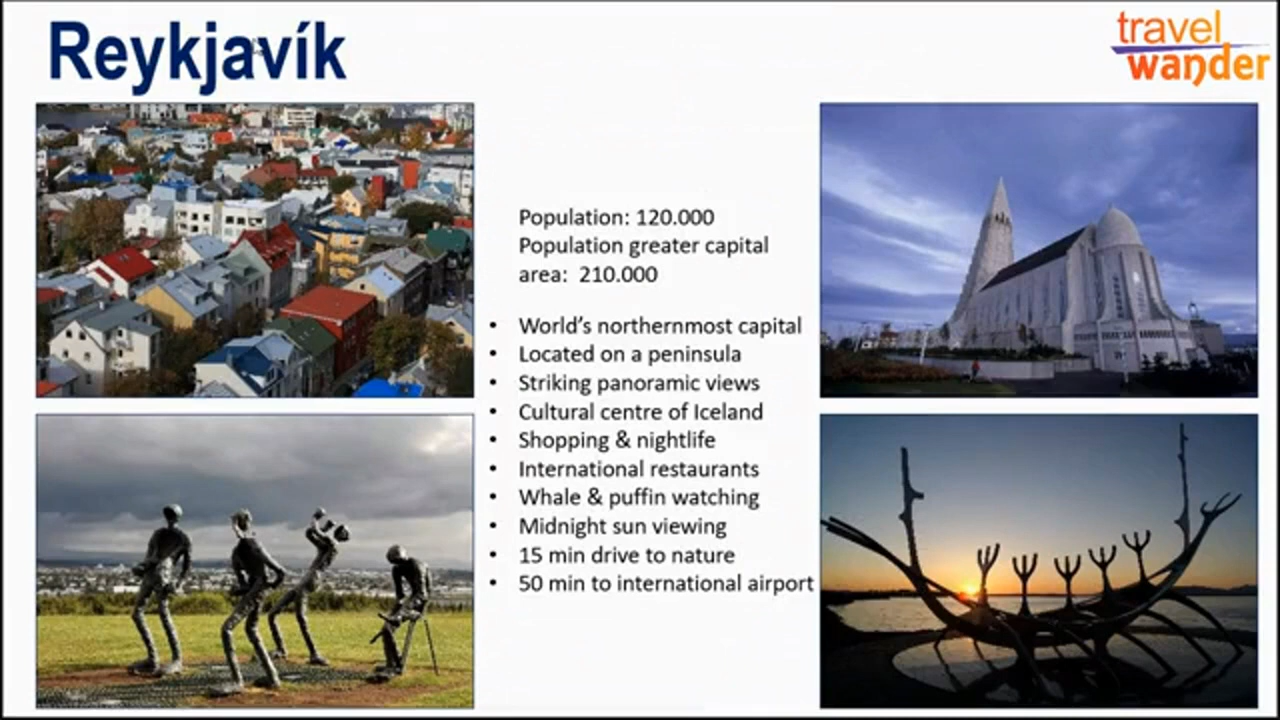 Reykjavík
travel
wander
Population: 120.000
Population greater capital
area: 210.000
• World's northernmost capital
• Located on a peninsula
• Striking panoramic views
• Cultural centre of Iceland
• Shopping & nightlife
• International restaurants
• Whale & puffin watching
• Midnight sun viewing
• 15 min drive to nature
• 50 min to international airport